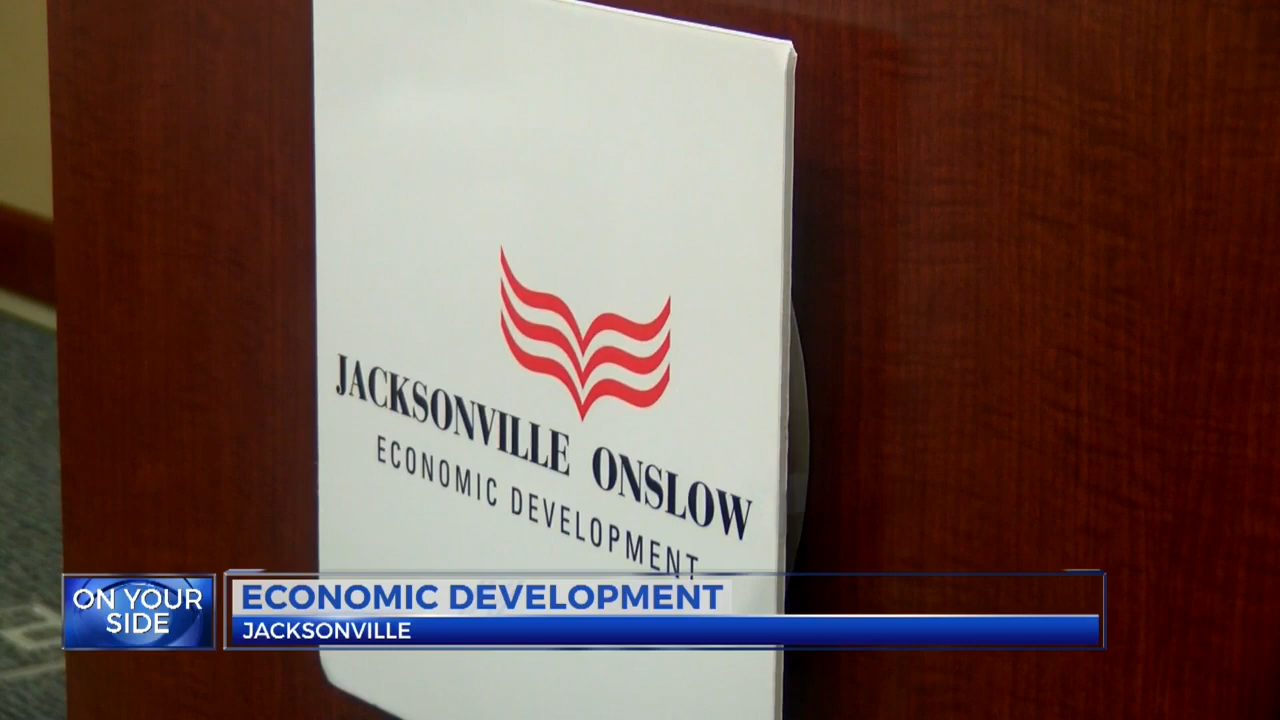 JACKSONVILLE ONSLOW
ECONOMIC DEVELOPMENT
ON YOUR
SIDE
ECONOMIC DEVELOPMENT
JACKSONVILLE